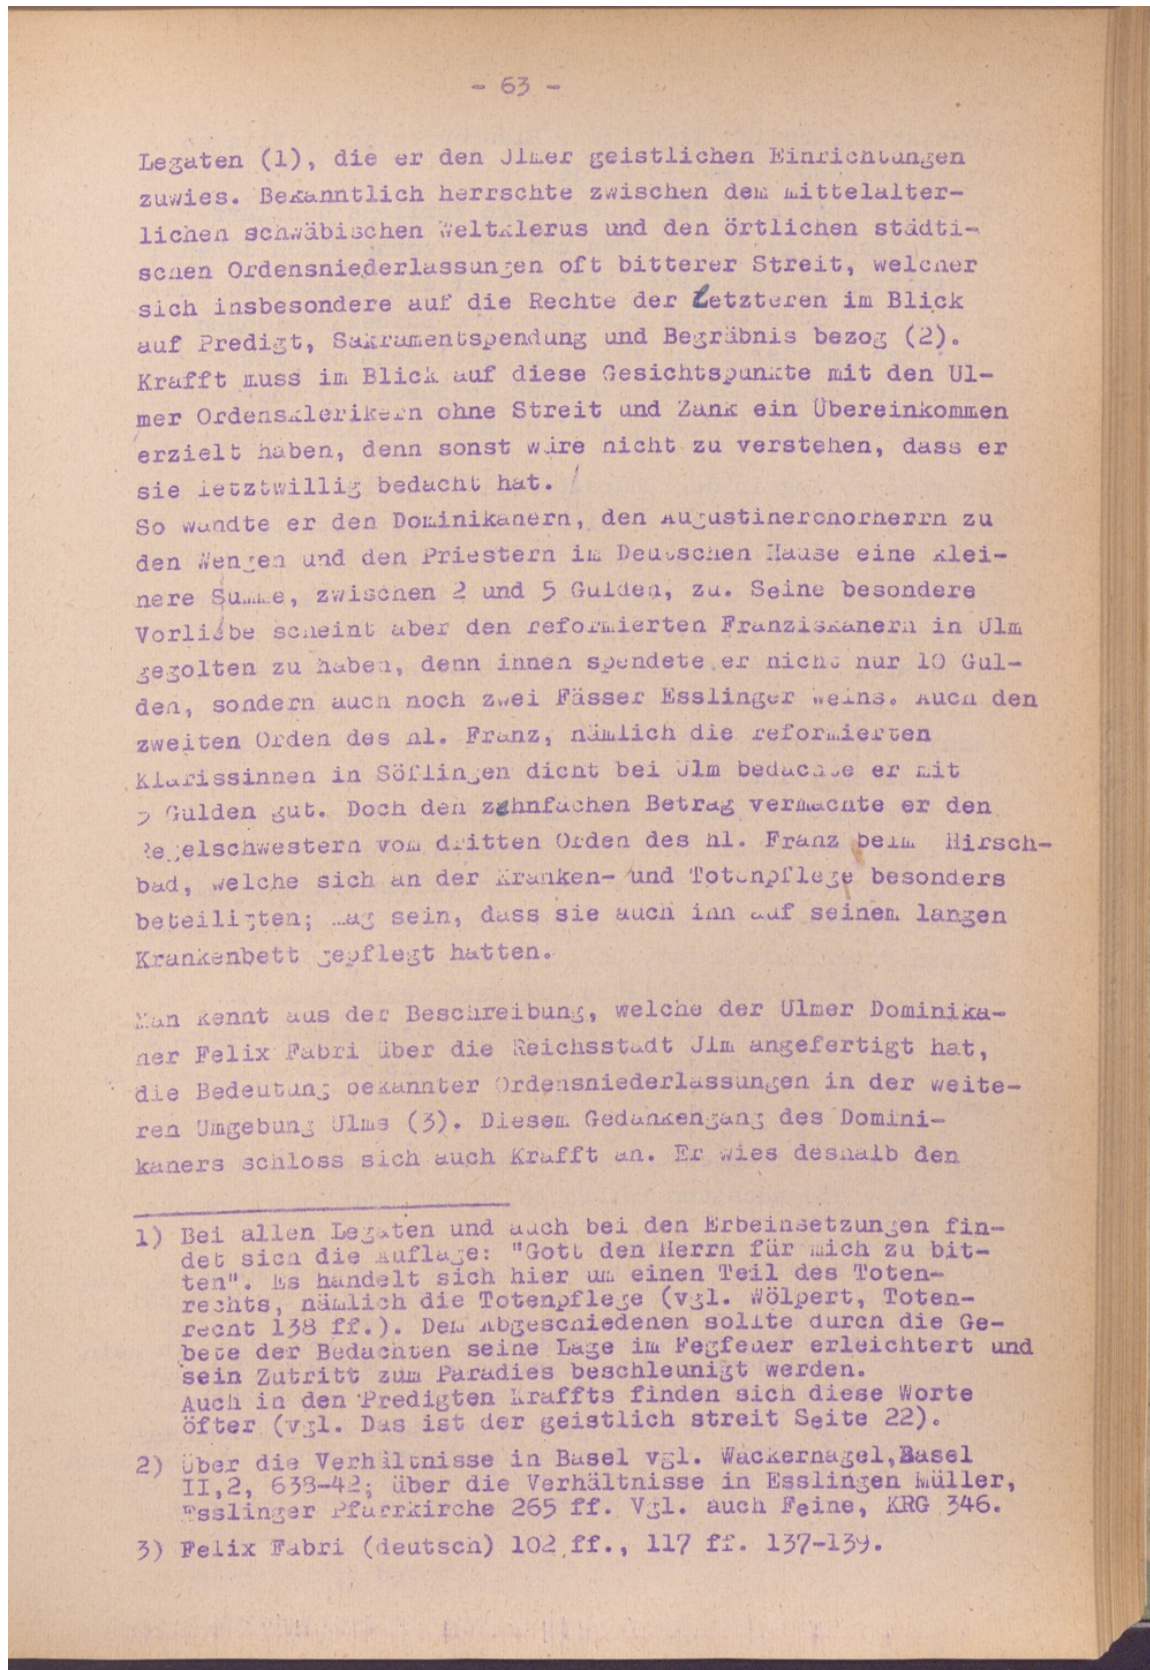 - 63 -
Legaten (1), die er den Ulmer geistlichen Einrichtungen
zuwies. Bekanntlich herrschte zwischen dem mittelalter-
lichen schwäbischen Weltklerus und den örtlichen städti-
schen Ordensniederlassungen oft bitterer Streit, welcher
sich insbesondere auf die Rechte der Letzteren im Blick
auf Predigt, Sakramentspendung und Begräbnis bezog (2).
Krafft muss im Blick auf diese Gesichtspunkte mit den Ul-
mer Ordensklerikern ohne Streit und Zank ein Übereinkommen
erzielt haben, denn sonst wäre nicht zu verstehen, dass er
sie letztwillig bedacht hat.
So wandte er den Dominikanern, den Augustinerchorherrn zu
den Wengen und den Priestern im Deutschen Hause eine klei-
nere Summe, zwischen 2 und 5 Gulden, zu. Seine besondere
Vorliebe scheint aber den reformierten Franziskanern in Ulm
gegolten zu haben, denn ihnen spendete er nicht nur 10 Gul-
den, sondern auch noch zwei Fässer Esslinger Weins. Auch den
zweiten Orden des hl. Franz, nämlich die reformierten
Klarissinnen in Söflingen dicht bei Ulm bedachte er mit
5 Gulden gut. Doch den zehnfachen Betrag vermachte er den
Regelschwestern vom dritten Orden des hl. Franz beim Hirsch-
bad, welche sich an der Kranken- und Totenpflege besonders
beteiligten; mag sein, dass sie auch ihn auf seinem langen
Krankenbett gepflegt hatten.
Man kennt aus der Beschreibung, welche der Ulmer Dominika-
ner Felix Fabri über die Reichsstadt Ulm angefertigt hat,
die Bedeutung bekannter Ordensniederlassungen in der weite-
ren Umgebung Ulms (3). Diesem Gedankengang des Domini-
kaners schloss sich auch Krafft an. Er wies deshalb den
1) Bei allen Legaten und auch bei den Erbeinsetzungen fin-
det sich die Auflage: "Gott den Herrn für mich zu bit-
ten". Es handelt sich hier um einen Teil des Toten-
rechts, nämlich die Totenpflege (vgl. Wölpert, Toten-
recht 138 ff.). Dem Abgeschiedenen sollte durch die Ge-
bete der Bedachten seine Lage im Fegfeuer erleichtert und
sein Zutritt zum Paradies beschleunigt werden.
Auch in den Predigten Kraffts finden sich diese Worte
öfter (vgl. Das ist der geistlich streit Seite 22).
2) Über die Verhältnisse in Basel vgl. Wackernagel,Basel
II,2, 638-42; über die Verhältnisse in Esslingen Müller,
Esslinger Pfarrkirche 265 ff. Vgl. auch Feine, KRG 346.
3) Felix Fabri (deutsch) 102 ff., 117 ff. 137-139.